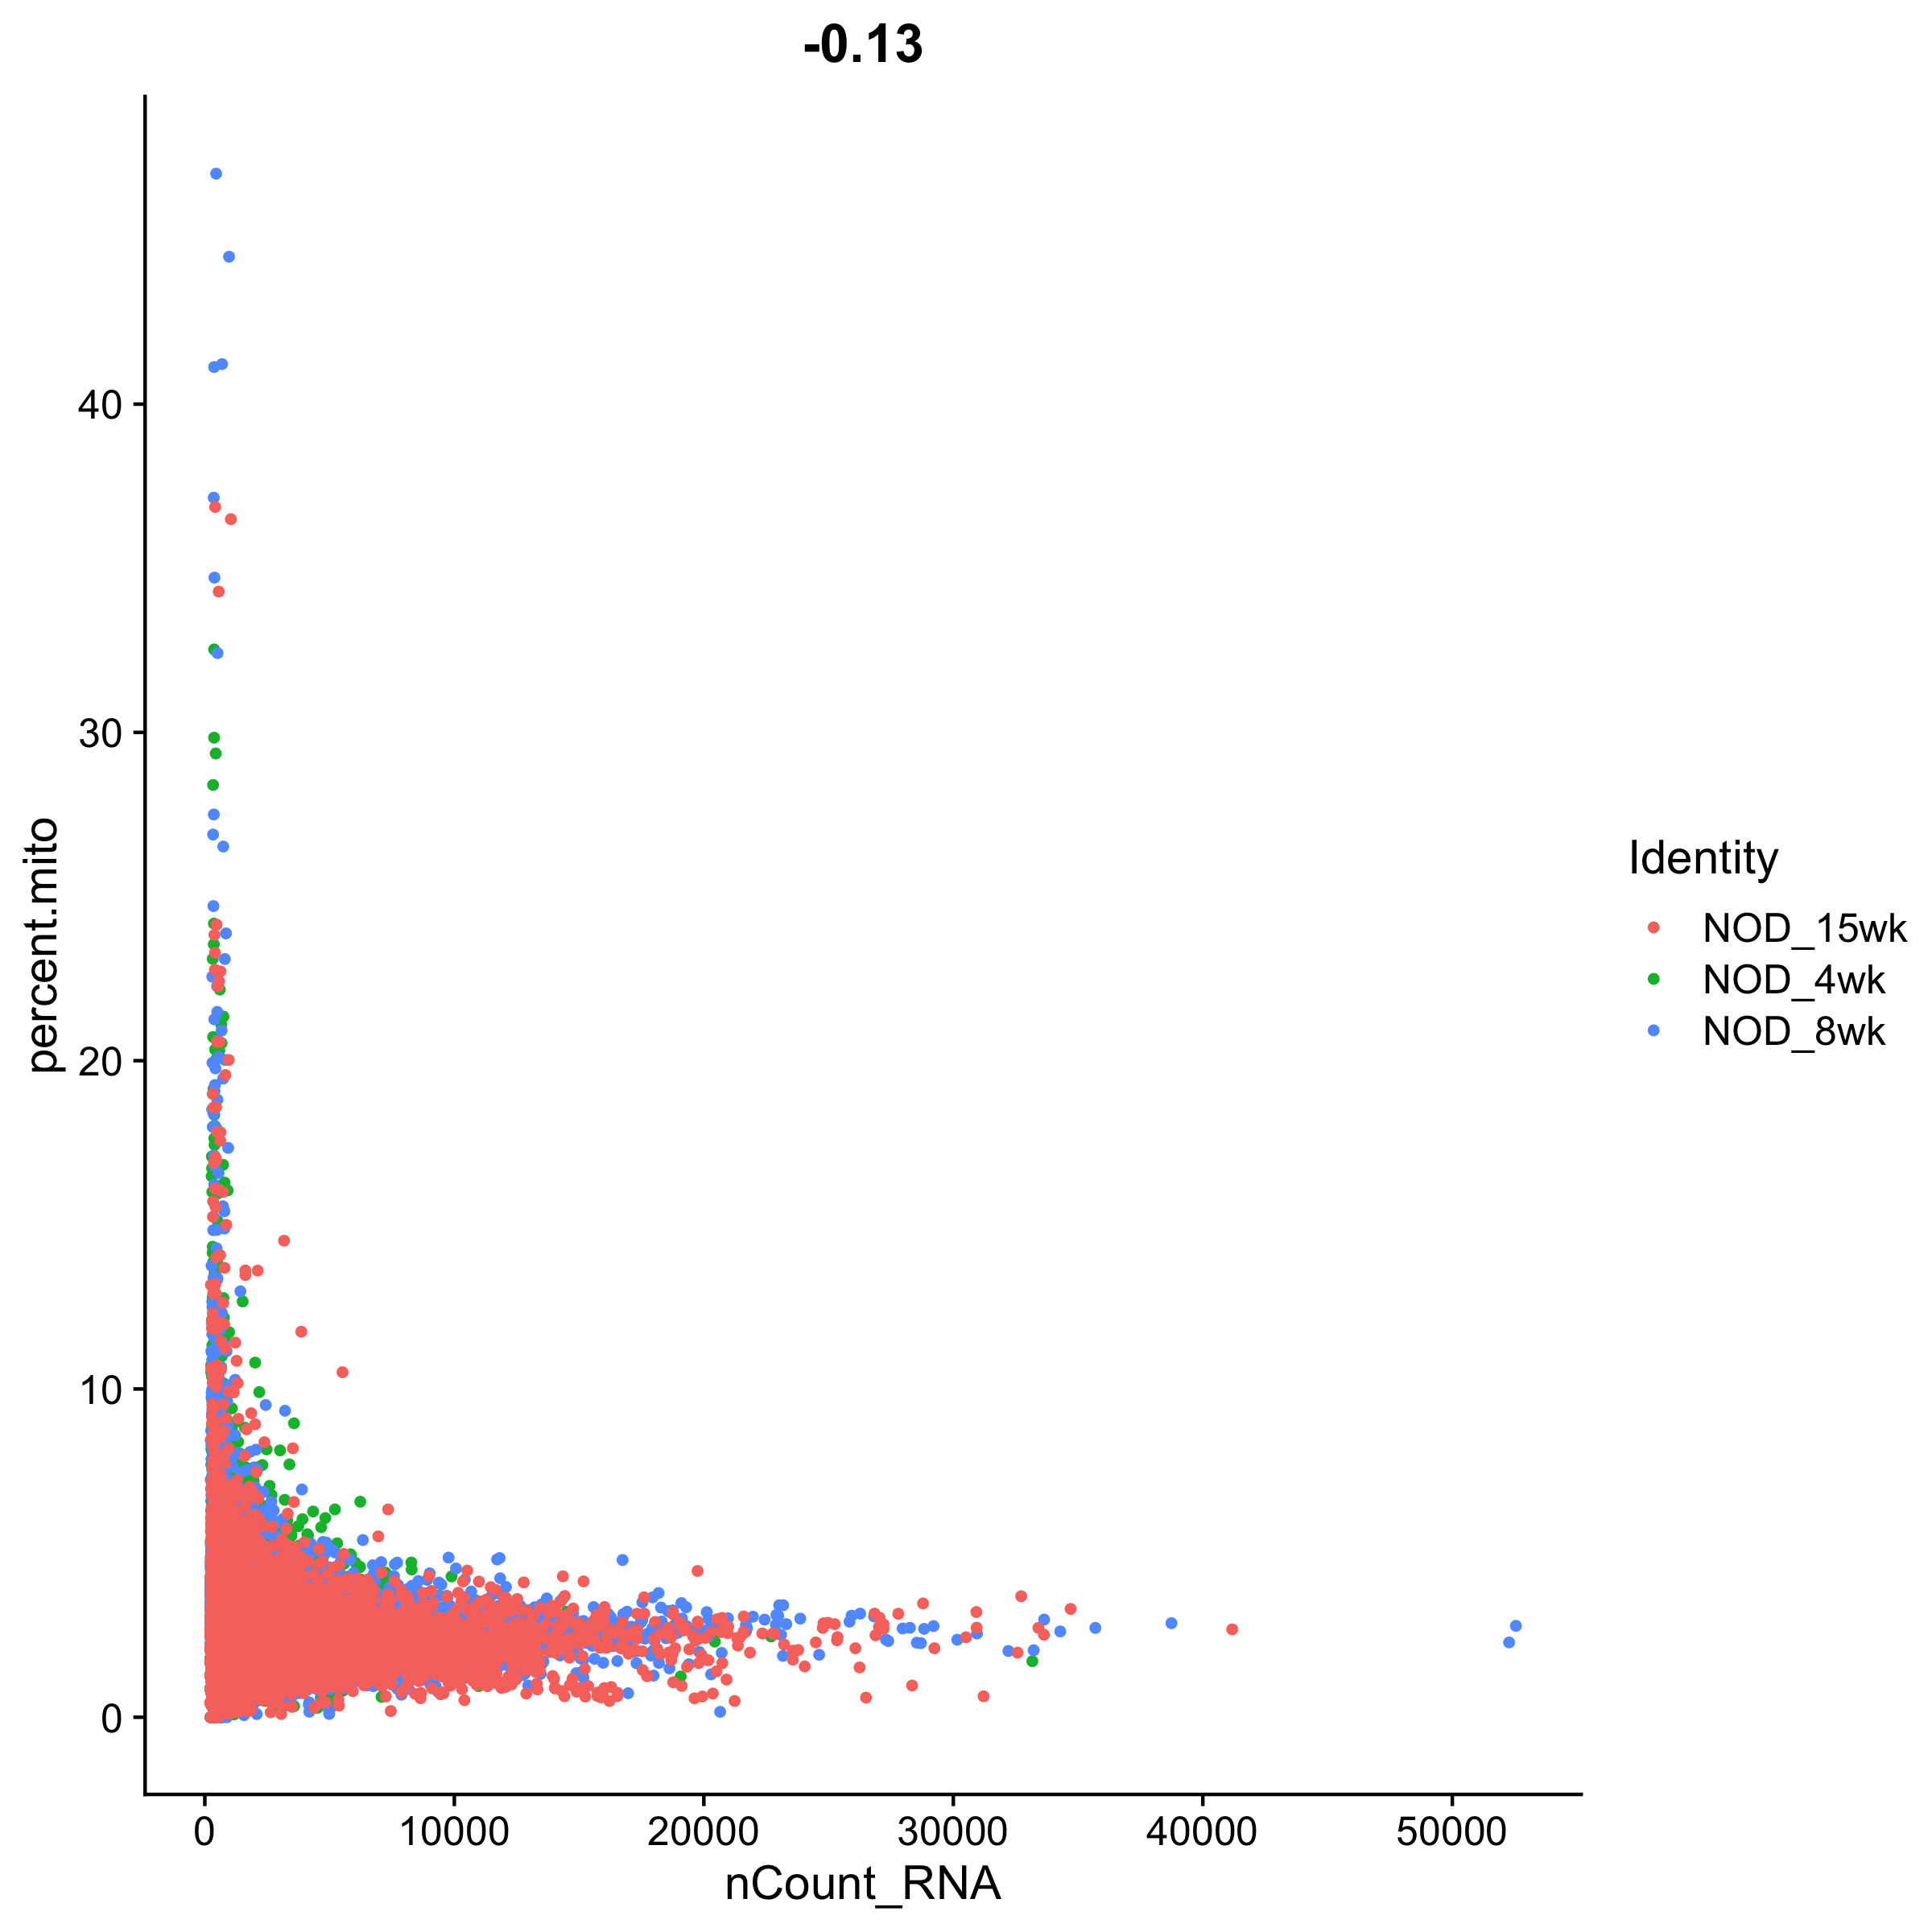 -0.13
percent.mito
40
30
20
10
0
0 10000 20000 30000 40000 50000
nCount_RNA
Identity
NOD_15wk
NOD_4wk
NOD_8wk